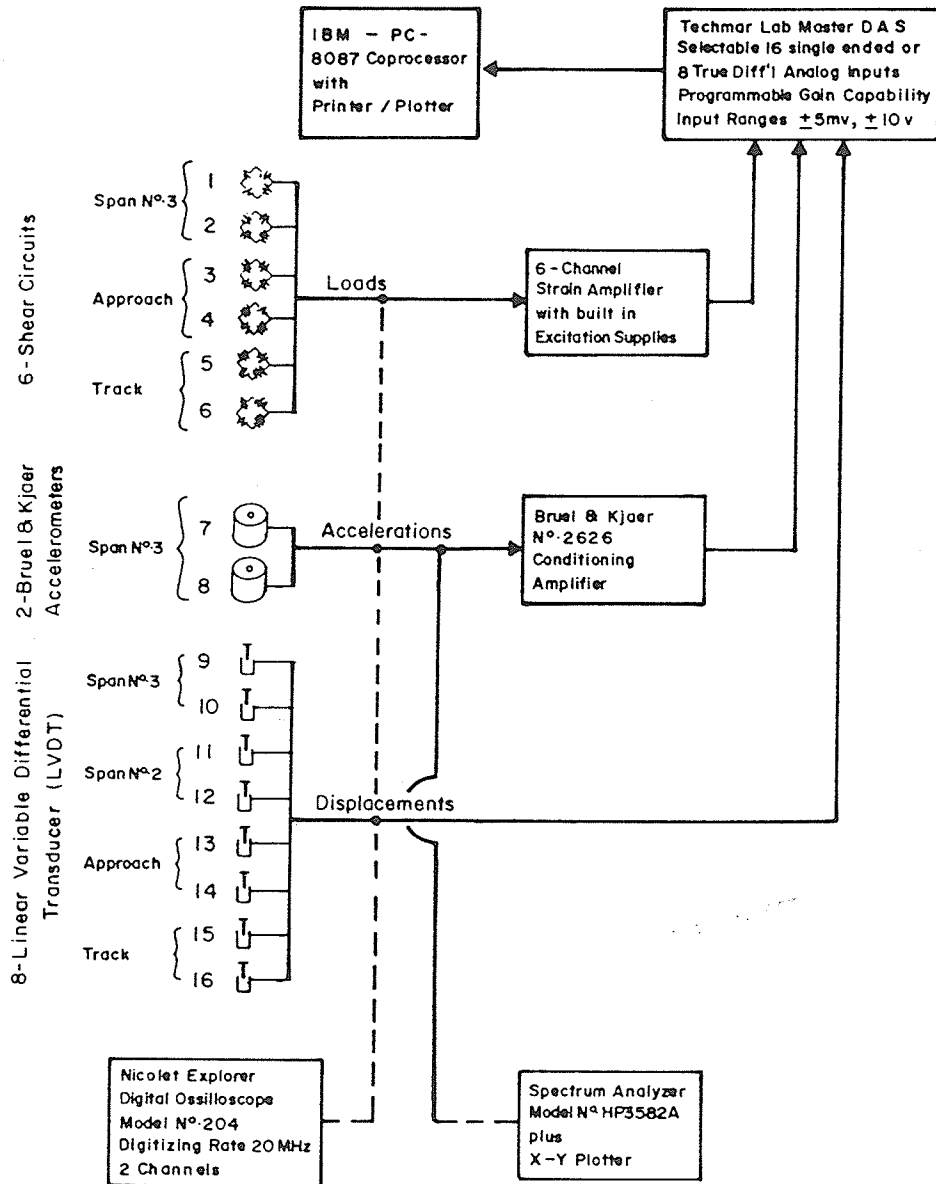 IBM - PC -
8087 Coprocessor
with
Printer / Plotter
Techmar Lab Master DAS
Selectable 16 single ended or
8 True Diff'l Analog Inputs
Programmable Gain Capability
Input Ranges ±5mv, ±10v
6-Shear Circuits
Span Nº.3
1
2
Approach
3
4
Track
5
6
Loads
6-Channel
Strain Amplifier
with built in
Excitation Supplies
2-Bruel & Kjaer
Accelerometers
Span Nº.3
7
8
Accelerations
Bruel & Kjaer
Nº.2626
Conditioning
Amplifier
8-Linear Variable Differential
Transducer (LVDT)
Span Nº.3
9
10
Span Nº.2
11
12
Approach
13
14
Track
15
16
Displacements
Nicolet Explorer
Digital Ossilloscope
Model Nº.204
Digitizing Rate 20 MHz
2 Channels
Spectrum Analyzer
Model Nº. HP3582A
plus
X-Y Plotter